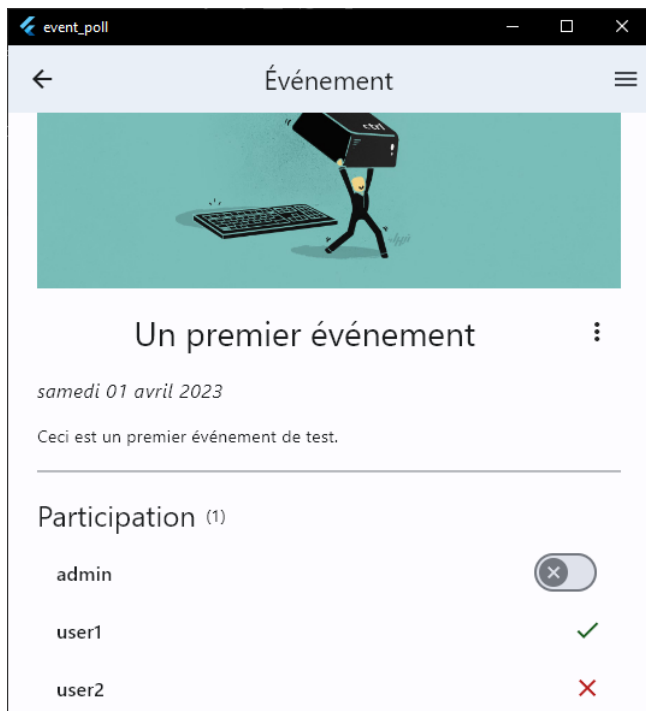 event_poll
Événement
ctrl
Un premier événement
samedi 01 avril 2023
Ceci est un premier événement de test.
Participation (1)
admin
user1
user2